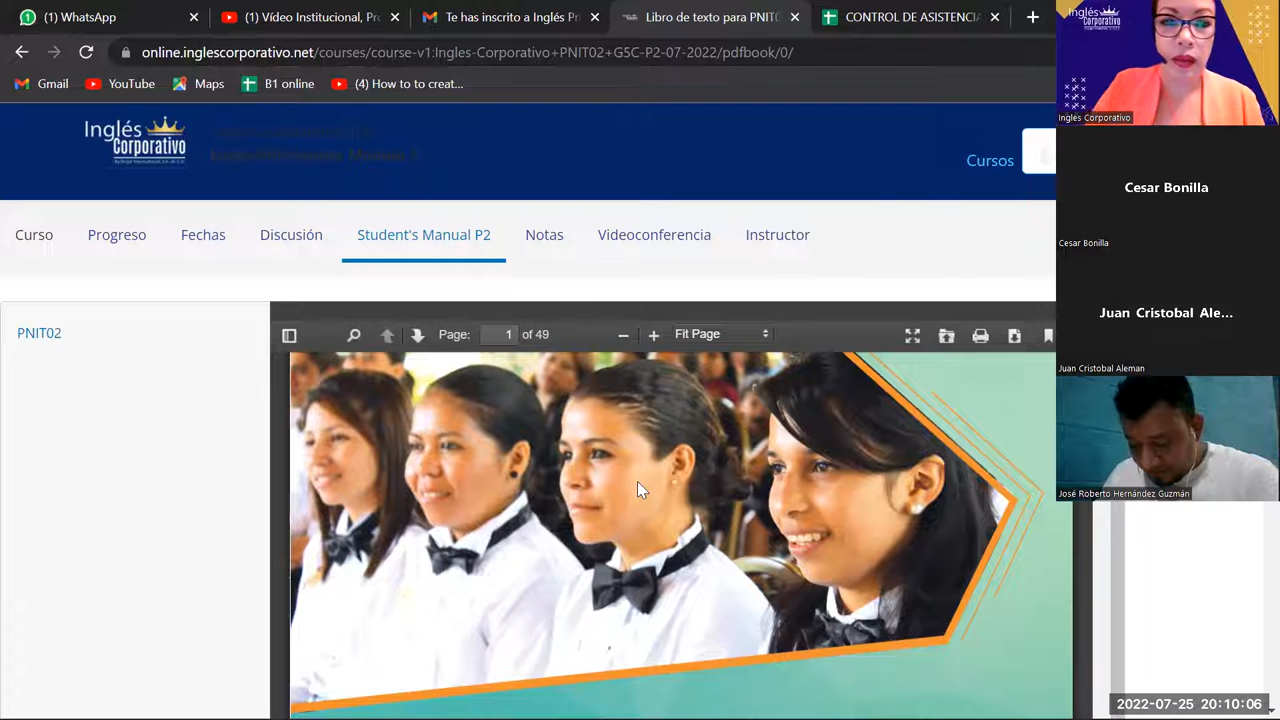 (1) WhatsApp
(1) Vídeo Institucional,
Te has inscrito a Inglés Pr
Libro de texto para PNIT0
CONTROL DE ASISTENCIA
online.inglescorporativo.net/courses/course-v1:Ingles-corporativo+PNIT02+G5C-P2-07-2022/pdfbook/0/
Gmail
YouTube
Maps
B1 online
(4) How to to creat...
Inglés
Corporativo
Cursos
Curso
Progreso
Fechas
Discusión
Student's Manual P2
Notas
Videoconferencia
Instructor
PNIT02
Page:
1
of 49
Fit Page
Inglés
Corporativo
Inglés Corporativo
Cesar Bonilla
Cesar Bonilla
Juan Cristobal Ale...
Juan Cristobal Aleman
José Roberto Hernández Guzmán
2022-07-25 20:10:06